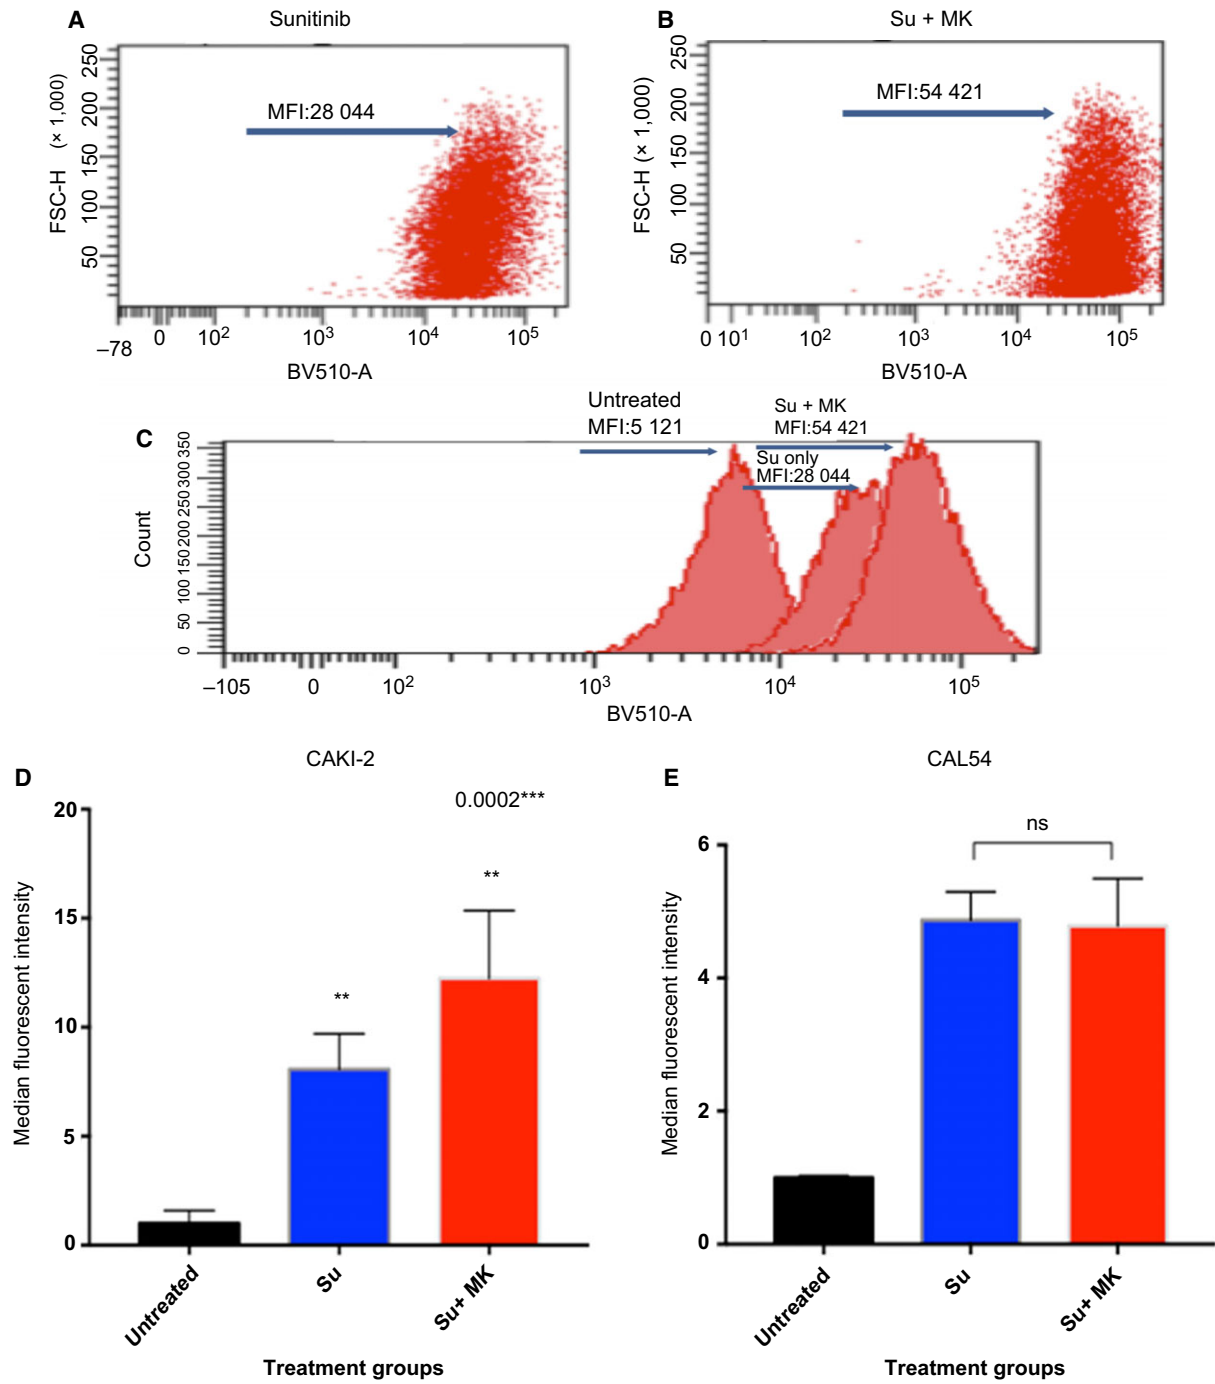 A
Sunitinib
MFI:28 044
FSC-H (× 1,000)
250
200
150
100
50
–78 0 10² 10³ 10⁴ 10⁵
BV510-A
B
Su + MK
MFI:54 421
FSC-H (× 1,000)
250
200
150
100
50
0 10¹ 10² 10³ 10⁴ 10⁵
BV510-A
C
Untreated
MFI:5 121
Su + MK
MFI:54 421
Su only
MFI:28 044
Count
350
300
250
200
150
100
50
0
–105 0 10² 10³ 10⁴ 10⁵
BV510-A
D
CAKI-2
0.0002***
**
**
Median fluorescent intensity
20
15
10
5
0
Untreated
Su
Su+ MK
Treatment groups
E
CAL54
ns
Median fluorescent intensity
6
4
2
0
Untreated
Su
Su+ MK
Treatment groups